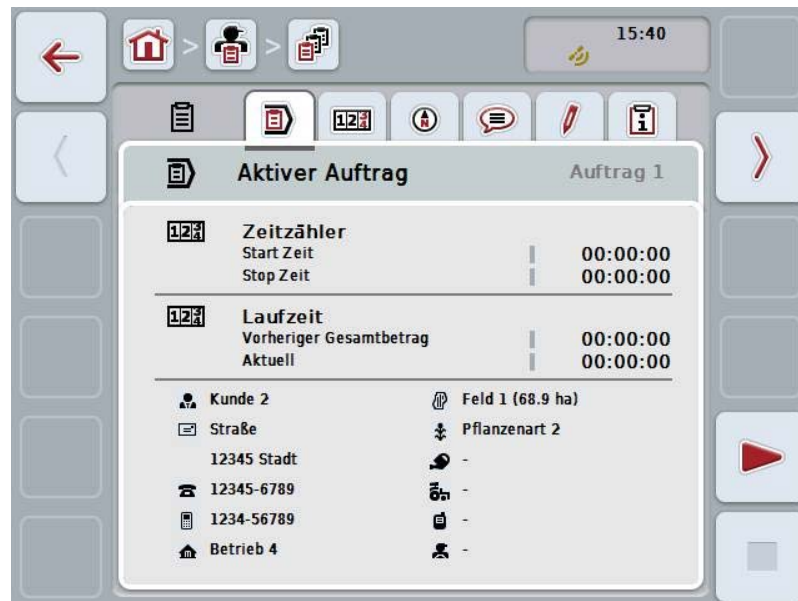 15:40
Aktiver Auftrag
Auftrag 1
Zeitzähler
Start Zeit 00:00:00
Stop Zeit 00:00:00
Laufzeit
Vorheriger Gesamtbetrag 00:00:00
Aktuell 00:00:00
Kunde 2
Feld 1 (68.9 ha)
Straße
Pflanzenart 2
12345 Stadt
-
12345-6789
-
1234-56789
-
Betrieb 4
-